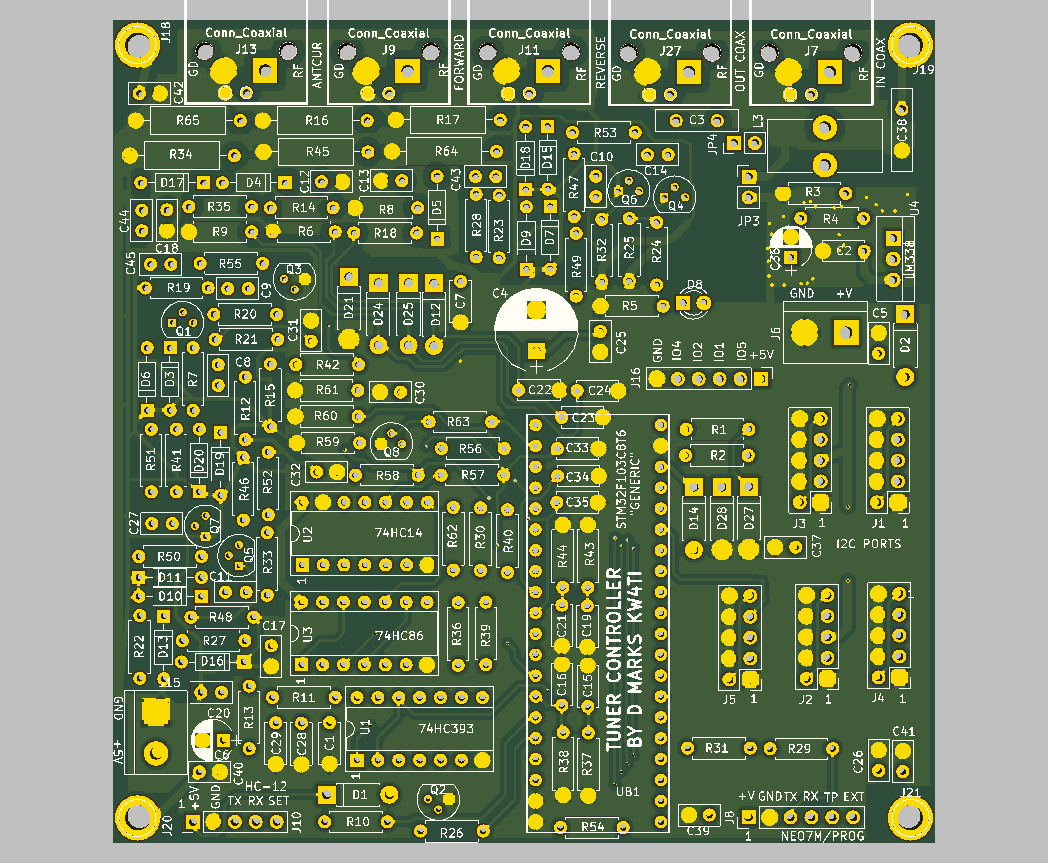 J18
Conn_Coaxial
J13
GD
RF
ANTCUR
Conn_Coaxial
J9
GD
RF
FORWARD
Conn_Coaxial
J11
GD
RF
REVERSE
Conn_Coaxial
J27
GD
RF
OUT COAX
Conn_Coaxial
J7
GD
RF
IN COAX
J19
C42
R65
R16
R17
R53
C3
JP4
L3
C38
R34
R45
R64
D18
D15
C10
C14
D17
D4
C12
C13
D5
C43
R47
Q6
Q4
JP3
R3
R4
U4
C44
C18
R35
R14
R8
R9
R6
R18
R28
R23
D9
D7
R49
R32
R25
R24
C36
C2
LM338
C45
R55
R19
C9
Q3
D21
D24
D25
D12
C7
C4
R5
D8
GND
+V
J6
C5
D2
Q1
R20
R21
C31
C25
J16
GND
IO4
IO2
IO1
IO5
+5V
D6
D3
R7
C8
R12
R15
R42
R61
C30
R60
R59
Q8
R63
R56
C22
C24
C23
C33
C34
C35
STM32F103C8T6
"GENERIC"
R1
R2
R51
R41
D20
D19
R46
R52
C32
R58
R57
D14
D28
D27
J3
1
J1
1
C27
Q7
U2
74HC14
1
R62
R30
R40
R44
R43
C37
I2C PORTS
R50
D11
D10
Q5
C11
R33
R48
R22
D13
R27
D16
C17
U3
74HC86
1
R36
R39
C21
C19
C16
C15
TUNER CONTROLLER
BY D MARKS KW4TI
J5
1
J2
1
J4
1
J15
GND
+5V
C20
C6
C40
R13
R11
C29
C28
C1
U1
74HC393
1
R38
R37
UB1
R31
R29
C26
C41
HC-12
TX RX SET
J20
1
+5V
GND
J10
D1
R10
Q2
R26
R54
C39
J8
+V GND TX RX TP EXT
1
NEO7M/PROG
J21